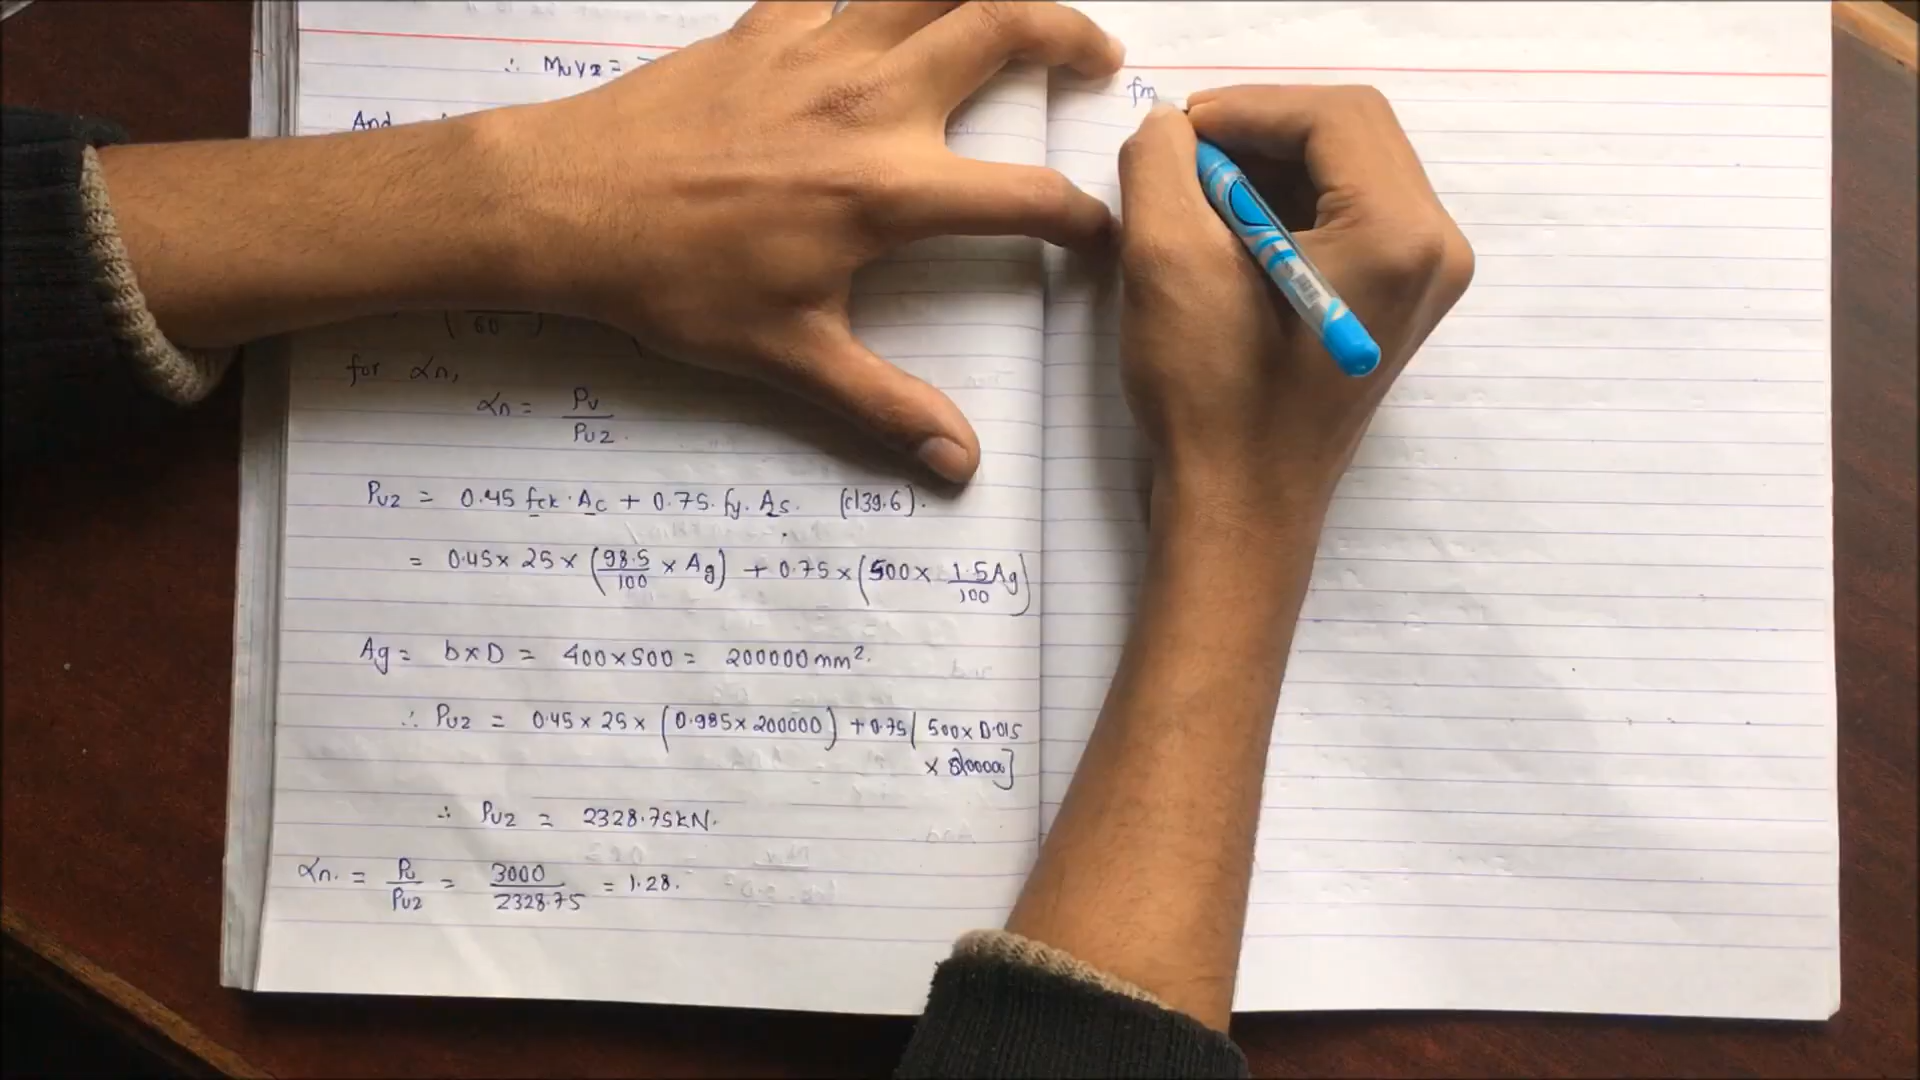 ∴ Muy2 =
And
60
for αn,
αn = Pu / Puz.
Puz = 0.45 fck · Ac + 0.75. fy. As. (cl39.6).
= 0.45 × 25 × (98.5/100 × Ag) + 0.75 × (500 × 1.5Ag/100)
Ag = b×D = 400×500 = 200000 mm².
∴ Puz = 0.45 × 25 × (0.985 × 200000) + 0.75 [500 × 0.015
× 200000]
∴ Puz = 2328.75kN.
αn. = Pu/Puz = 3000/2328.75 = 1.28.
fm